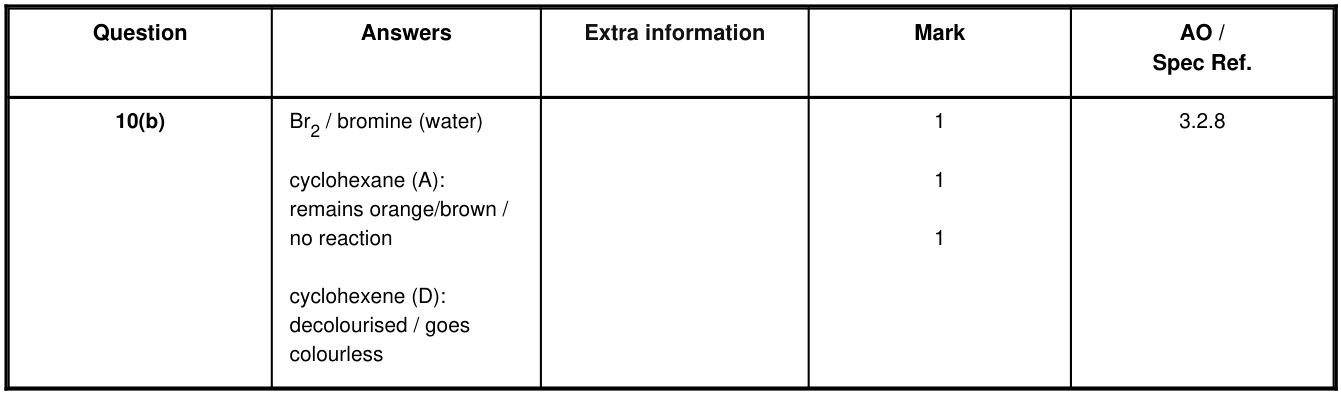 Question Answers Extra information Mark AO /
Spec Ref.
10(b) Br2 / bromine (water) 1 3.2.8
cyclohexane (A): 1
remains orange/brown /
no reaction 1
cyclohexene (D):
decolourised / goes
colourless